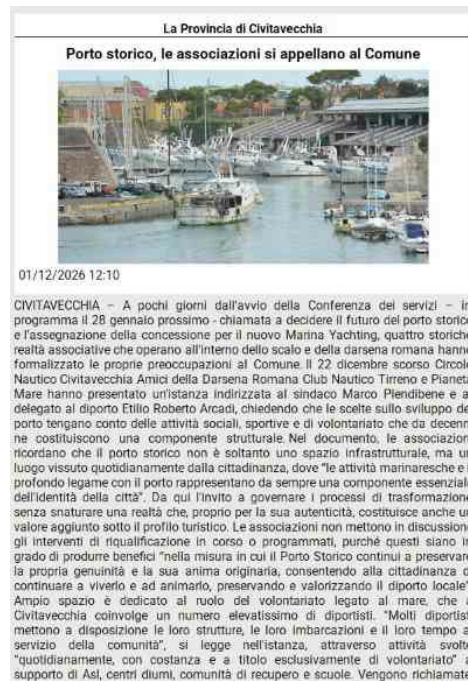 La Provincia di Civitavecchia
Porto storico, le associazioni si appellano al Comune
01/12/2026 12:10
CIVITAVECCHIA – A pochi giorni dall'avvio della Conferenza dei servizi – in
programma il 28 gennaio prossimo - chiamata a decidere il futuro del porto storico
e l'assegnazione della concessione per il nuovo Marina Yachting, quattro storiche
realtà associative che operano all'interno dello scalo e della darsena romana hanno
formalizzato le proprie preoccupazioni al Comune. Il 22 dicembre scorso Circolo
Nautico Civitavecchia Amici della Darsena Romana Club Nautico Tirreno e Pianeta
Mare hanno presentato un'istanza indirizzata al sindaco Marco Plendibene e al
delegato al diporto Etilio Roberto Arcadi, chiedendo che le scelte sullo sviluppo del
porto tengano conto delle attività sociali, sportive e di volontariato che da decen
ne costituiscono una componente strutturale. Nel documento, le associazion
ricordano che il porto storico non è soltanto uno spazio infrastrutturale, ma un
luogo vissuto quotidianamente dalla cittadinanza, dove "le attività marinaresche e i
profondo legame con il porto rappresentano da sempre una componente essenziale
dell'identità della città". Da qui l'invito a governare i processi di trasformazione
senza snaturare una realtà che, proprio per la sua autenticità, costituisce anche un
valore aggiunto sotto il profilo turistico. Le associazioni non mettono in discussione
gli interventi di riqualificazione in corso o programmati, purché questi siano in
grado di produrre benefici "nella misura in cui il Porto Storico continui a preservare
la propria genuinità e la sua anima originaria, consentendo alla cittadinanza d
continuare a viverlo e ad animarlo, preservando e valorizzando il diporto locale"
Ampio spazio è dedicato al ruolo del volontariato legato al mare, che a
Civitavecchia coinvolge un numero elevatissimo di diportisti. "Molti diportist
mettono a disposizione le loro strutture, le loro imbarcazioni e il loro tempo a
servizio della comunità", si legge nell'istanza, attraverso attività svolte
"quotidianamente, con costanza e a titolo esclusivamente di volontariato" a
supporto di Asl, centri diurni, comunità di recupero e scuole. Vengono richiamate